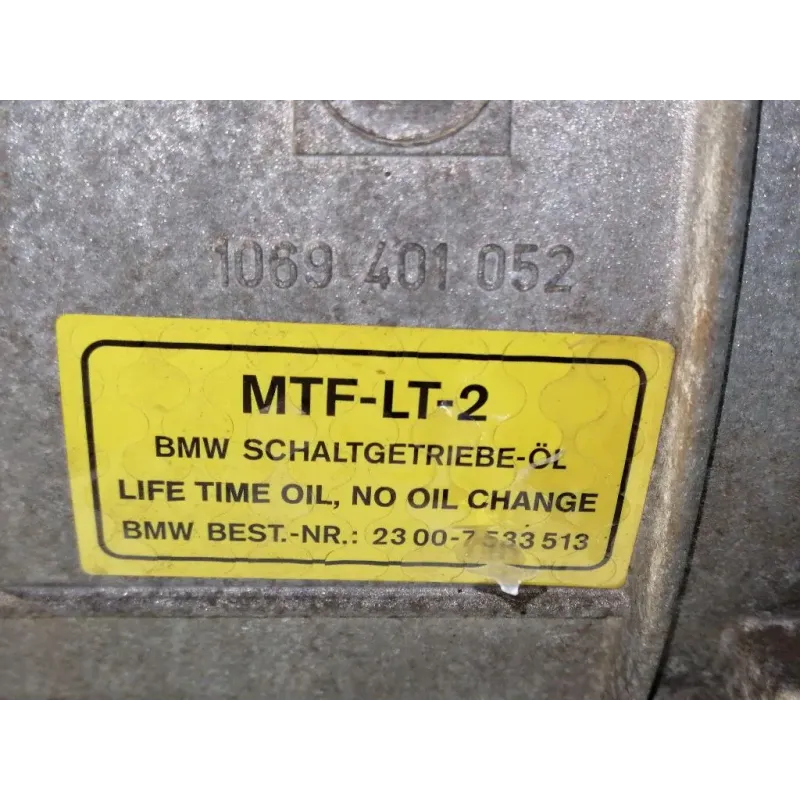 1069 401 052
MTF-LT-2
BMW SCHALTGETRIEBE-ÖL
LIFE TIME OIL, NO OIL CHANGE
BMW BEST.-NR.: 23 00-7 533 513